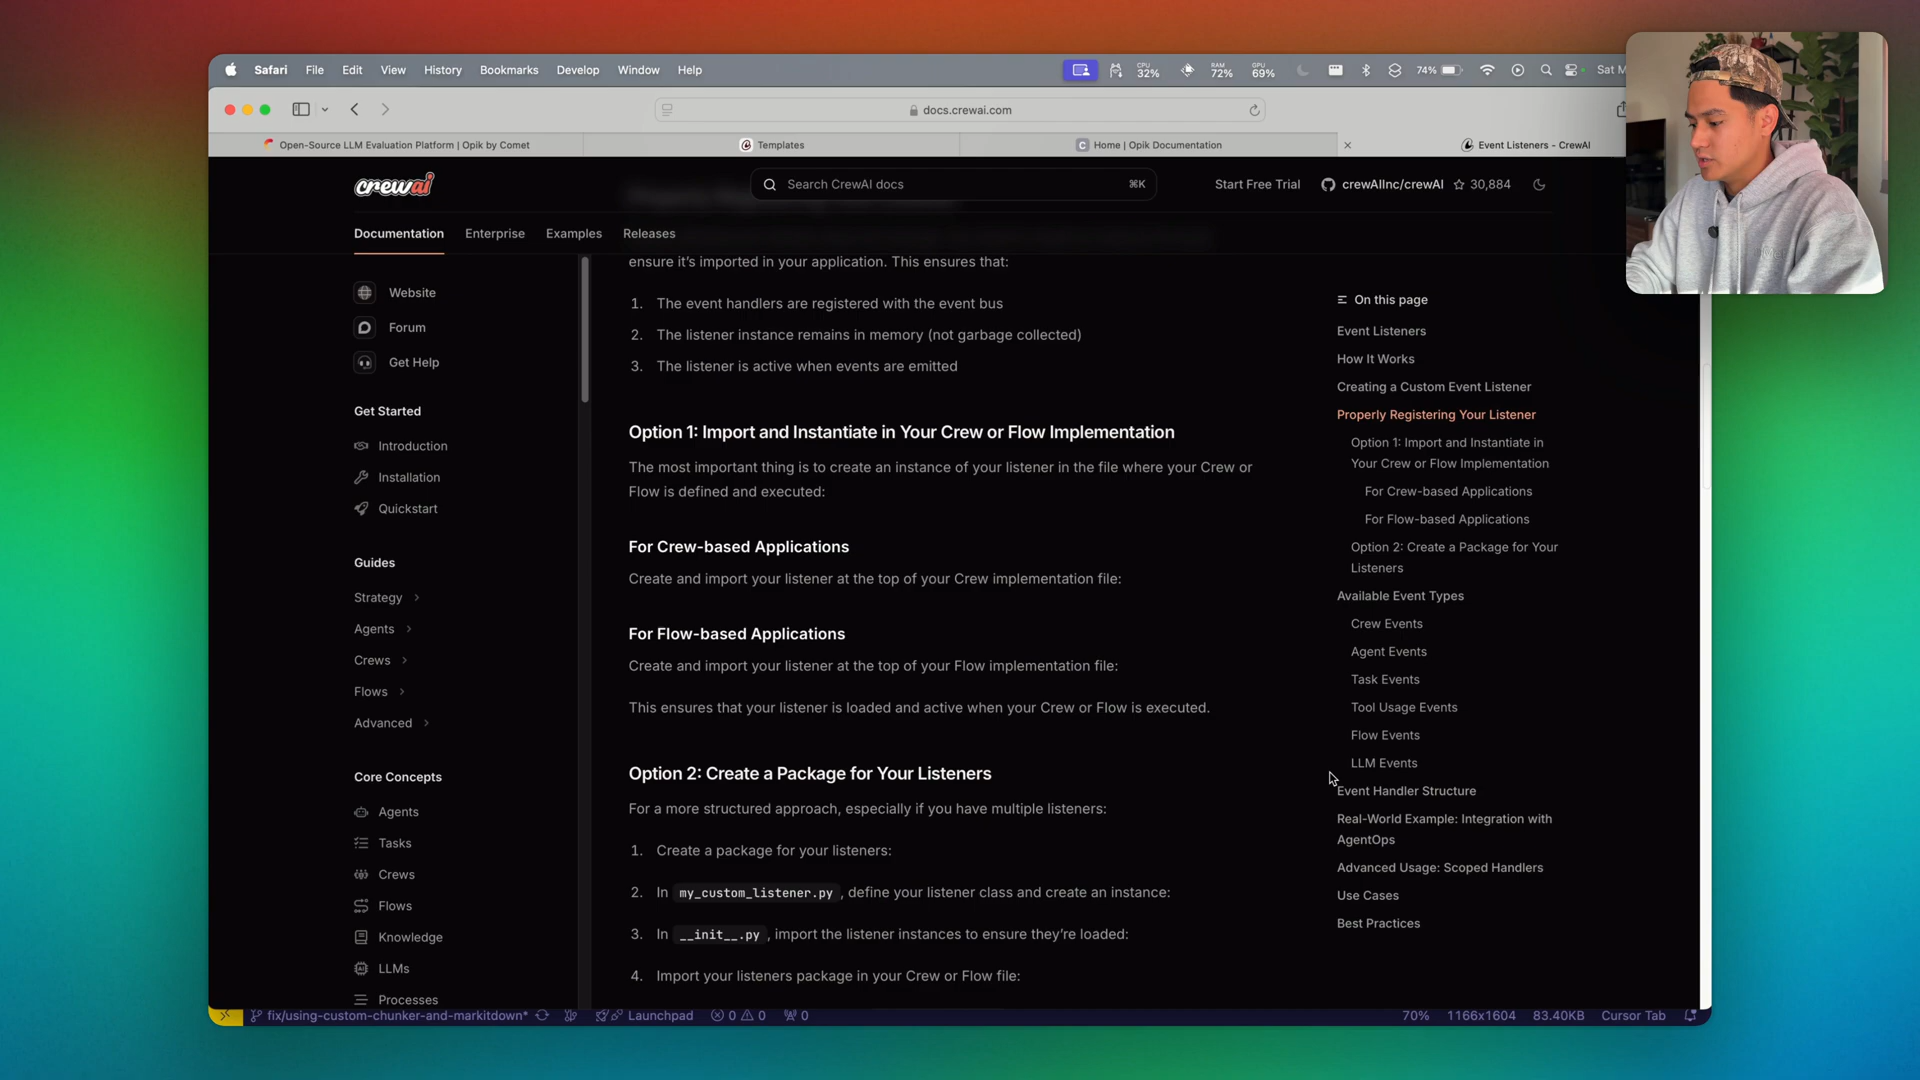 Safari File Edit View History Bookmarks Develop Window Help
CPU 32% RAM 72% GPU 69% 74% Sat M
docs.crewai.com
Open-Source LLM Evaluation Platform | Opik by Comet
Templates
Home | Opik Documentation
Event Listeners - CrewAI
crewai
Search CrewAI docs
⌘K
Start Free Trial
crewAIInc/crewAI
30,884
Documentation
Enterprise
Examples
Releases
Website
Forum
Get Help
Get Started
Introduction
Installation
Quickstart
Guides
Strategy
Agents
Crews
Flows
Advanced
Core Concepts
Agents
Tasks
Crews
Flows
Knowledge
LLMs
Processes
ensure it’s imported in your application. This ensures that:
1. The event handlers are registered with the event bus
2. The listener instance remains in memory (not garbage collected)
3. The listener is active when events are emitted
Option 1: Import and Instantiate in Your Crew or Flow Implementation
The most important thing is to create an instance of your listener in the file where your Crew or
Flow is defined and executed:
For Crew-based Applications
Create and import your listener at the top of your Crew implementation file:
For Flow-based Applications
Create and import your listener at the top of your Flow implementation file:
This ensures that your listener is loaded and active when your Crew or Flow is executed.
Option 2: Create a Package for Your Listeners
For a more structured approach, especially if you have multiple listeners:
1. Create a package for your listeners:
2. In my_custom_listener.py, define your listener class and create an instance:
3. In __init__.py, import the listener instances to ensure they’re loaded:
4. Import your listeners package in your Crew or Flow file:
On this page
Event Listeners
How It Works
Creating a Custom Event Listener
Properly Registering Your Listener
Option 1: Import and Instantiate in
Your Crew or Flow Implementation
For Crew-based Applications
For Flow-based Applications
Option 2: Create a Package for Your
Listeners
Available Event Types
Crew Events
Agent Events
Task Events
Tool Usage Events
Flow Events
LLM Events
Event Handler Structure
Real-World Example: Integration with
AgentOps
Advanced Usage: Scoped Handlers
Use Cases
Best Practices
fix/using-custom-chunker-and-markitdown* Launchpad 0 0 0 70% 1166x1604 83.40KB Cursor Tab